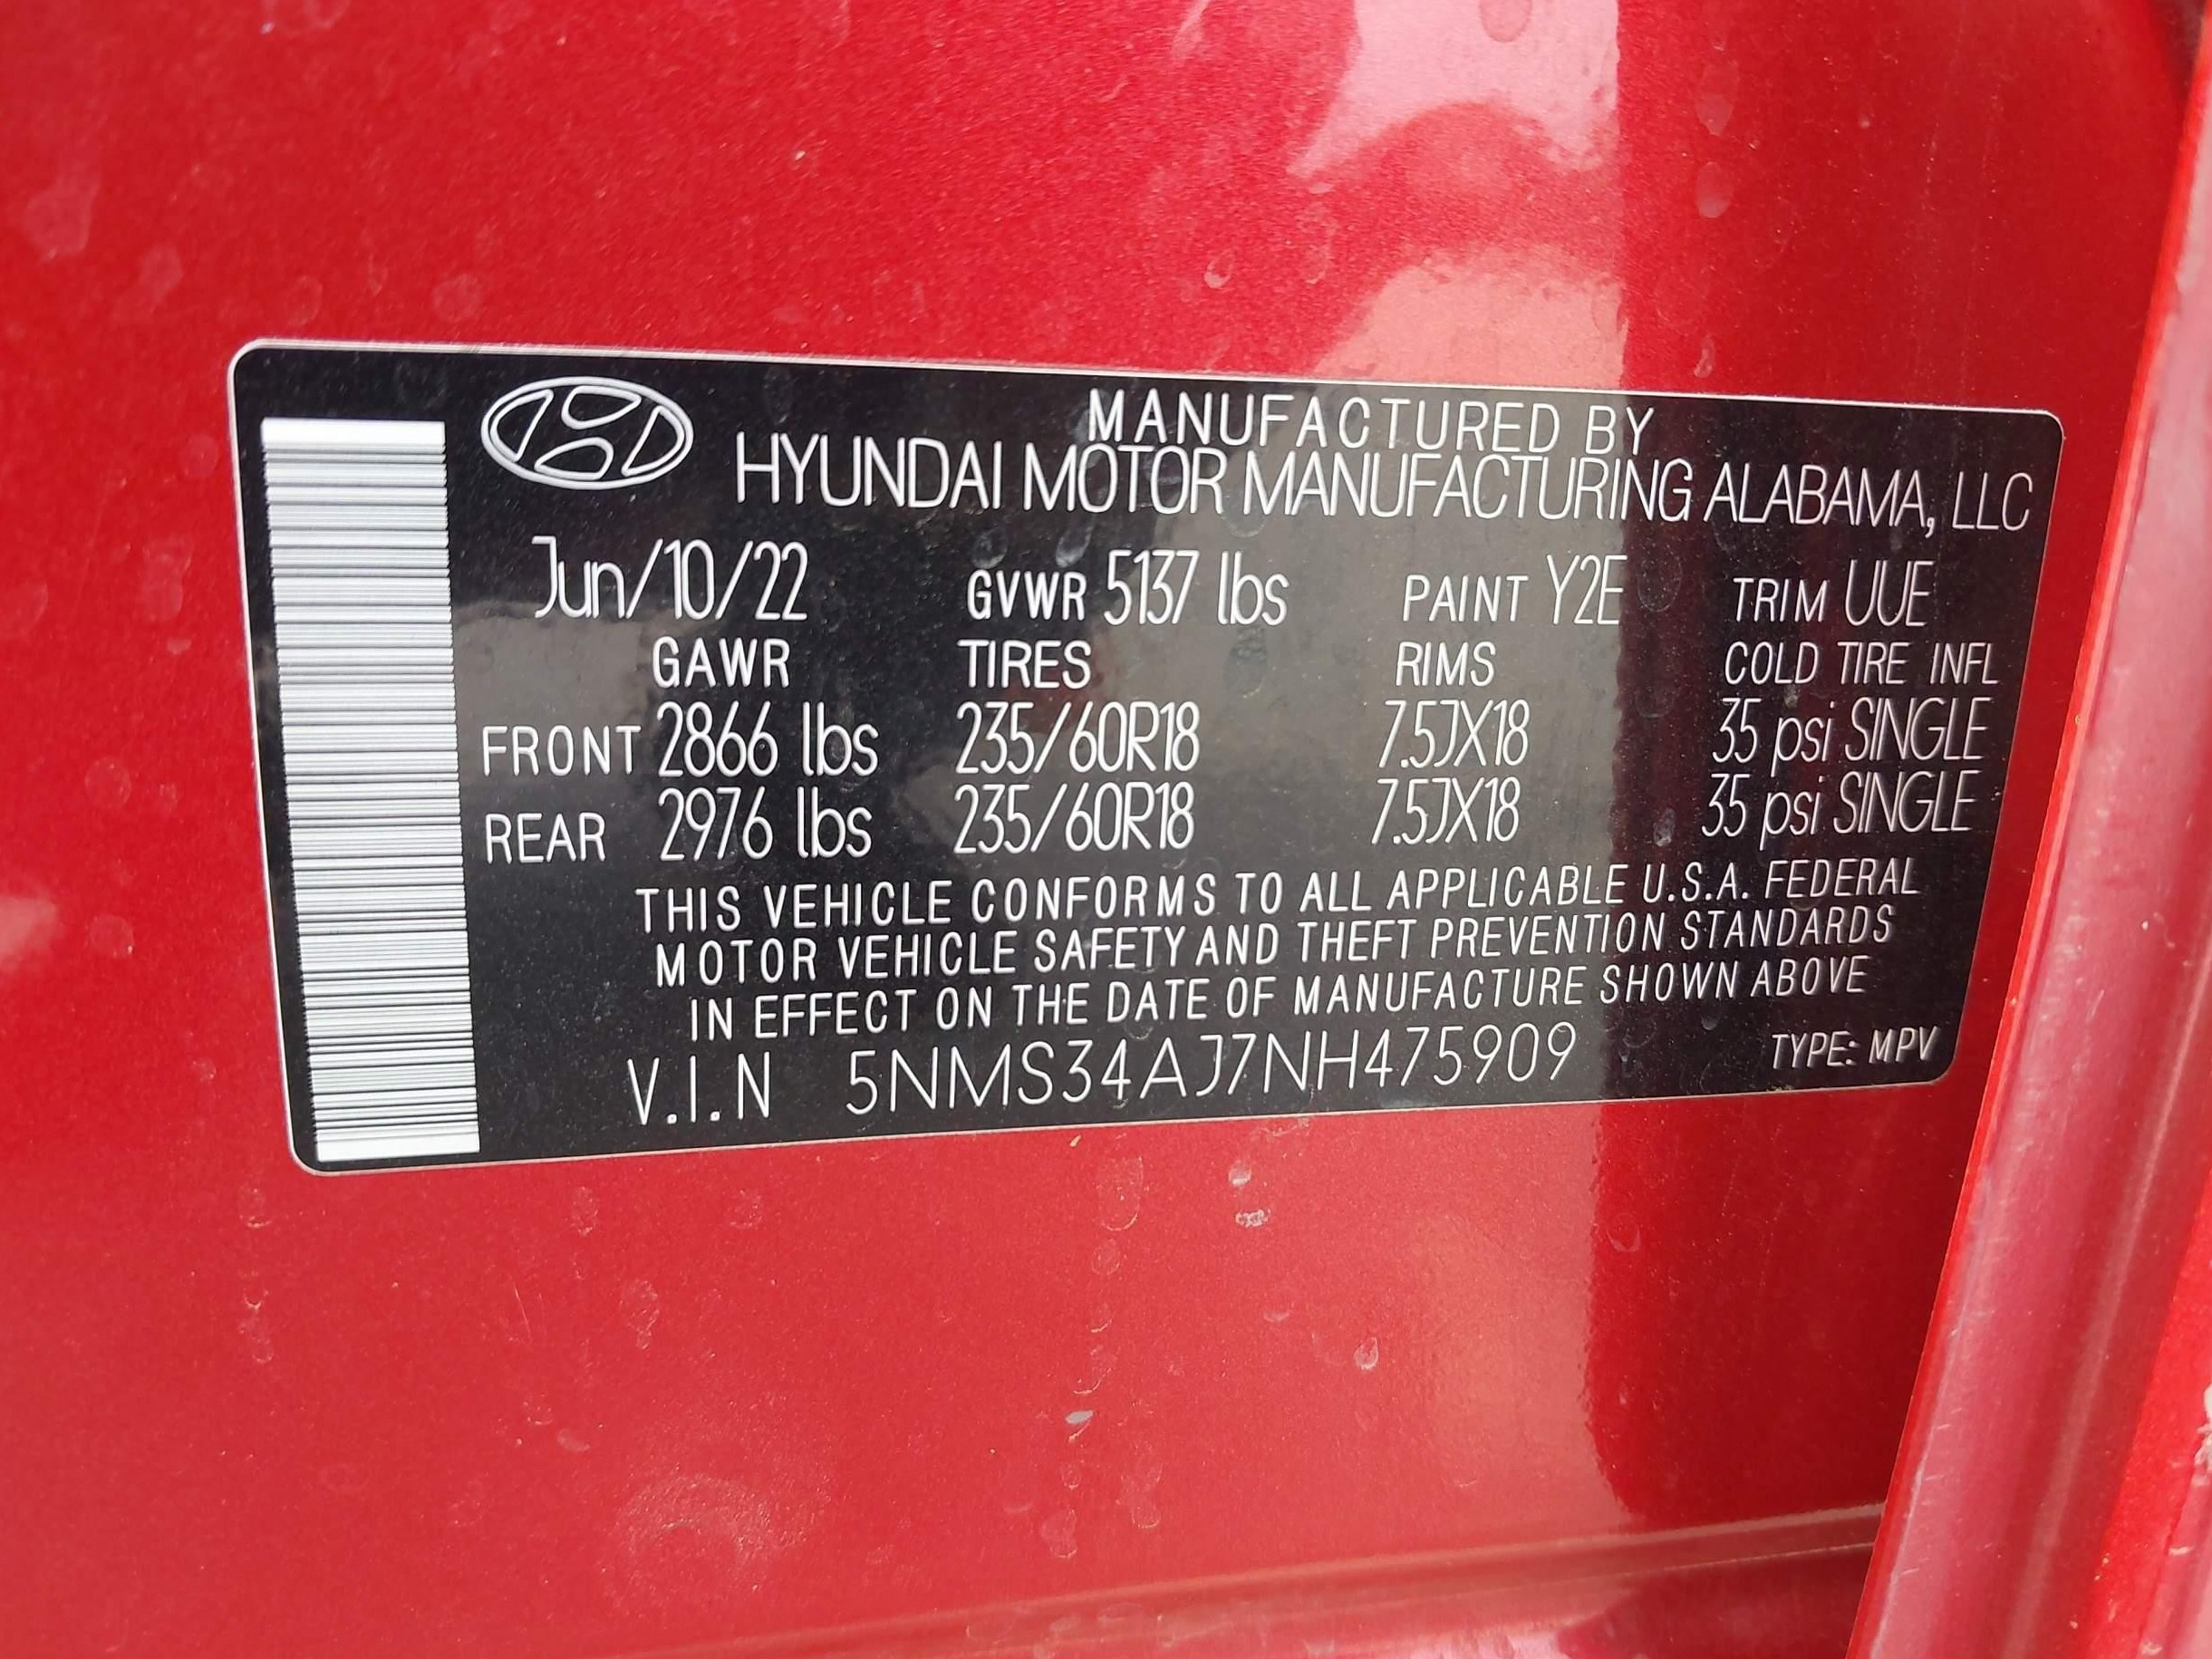 MANUFACTURED BY
HYUNDAI MOTOR MANUFACTURING ALABAMA, LLC
Jun/10/22 GVWR 5137 lbs PAINT Y2E TRIM UUE
GAWR TIRES RIMS COLD TIRE INFL
FRONT 2866 lbs 235/60R18 7.5JX18 35 psi SINGLE
REAR 2976 lbs 235/60R18 7.5JX18 35 psi SINGLE
THIS VEHICLE CONFORMS TO ALL APPLICABLE U.S.A. FEDERAL
MOTOR VEHICLE SAFETY AND THEFT PREVENTION STANDARDS
IN EFFECT ON THE DATE OF MANUFACTURE SHOWN ABOVE
V.I.N 5NMS34AJ7NH475909 TYPE: MPV